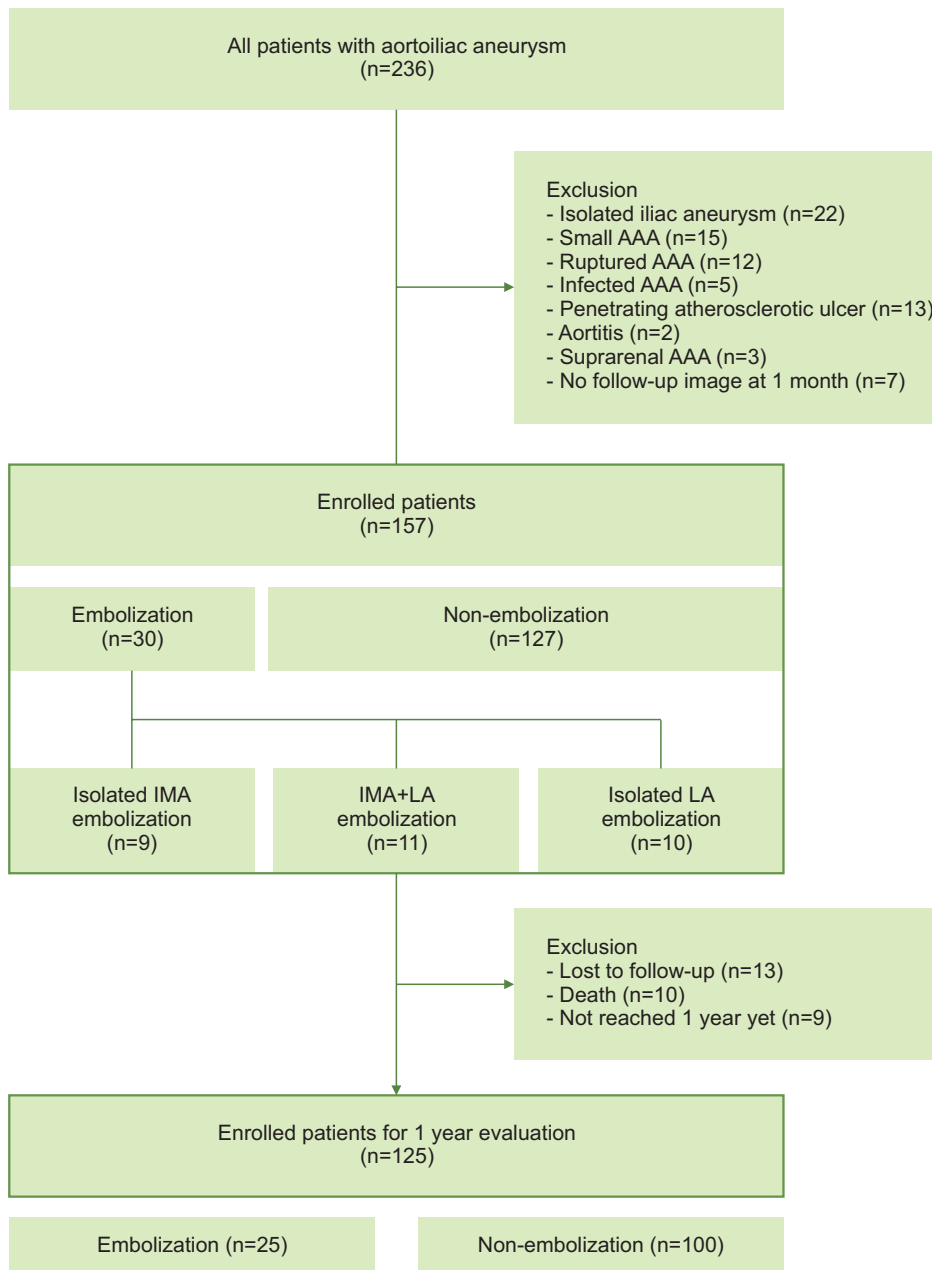 All patients with aortoiliac aneurysm
(n=236)
Exclusion
- Isolated iliac aneurysm (n=22)
- Small AAA (n=15)
- Ruptured AAA (n=12)
- Infected AAA (n=5)
- Penetrating atherosclerotic ulcer (n=13)
- Aortitis (n=2)
- Suprarenal AAA (n=3)
- No follow-up image at 1 month (n=7)
Enrolled patients
(n=157)
Embolization
(n=30)
Non-embolization
(n=127)
Isolated IMA
embolization
(n=9)
IMA+LA
embolization
(n=11)
Isolated LA
embolization
(n=10)
Exclusion
- Lost to follow-up (n=13)
- Death (n=10)
- Not reached 1 year yet (n=9)
Enrolled patients for 1 year evaluation
(n=125)
Embolization (n=25)
Non-embolization (n=100)